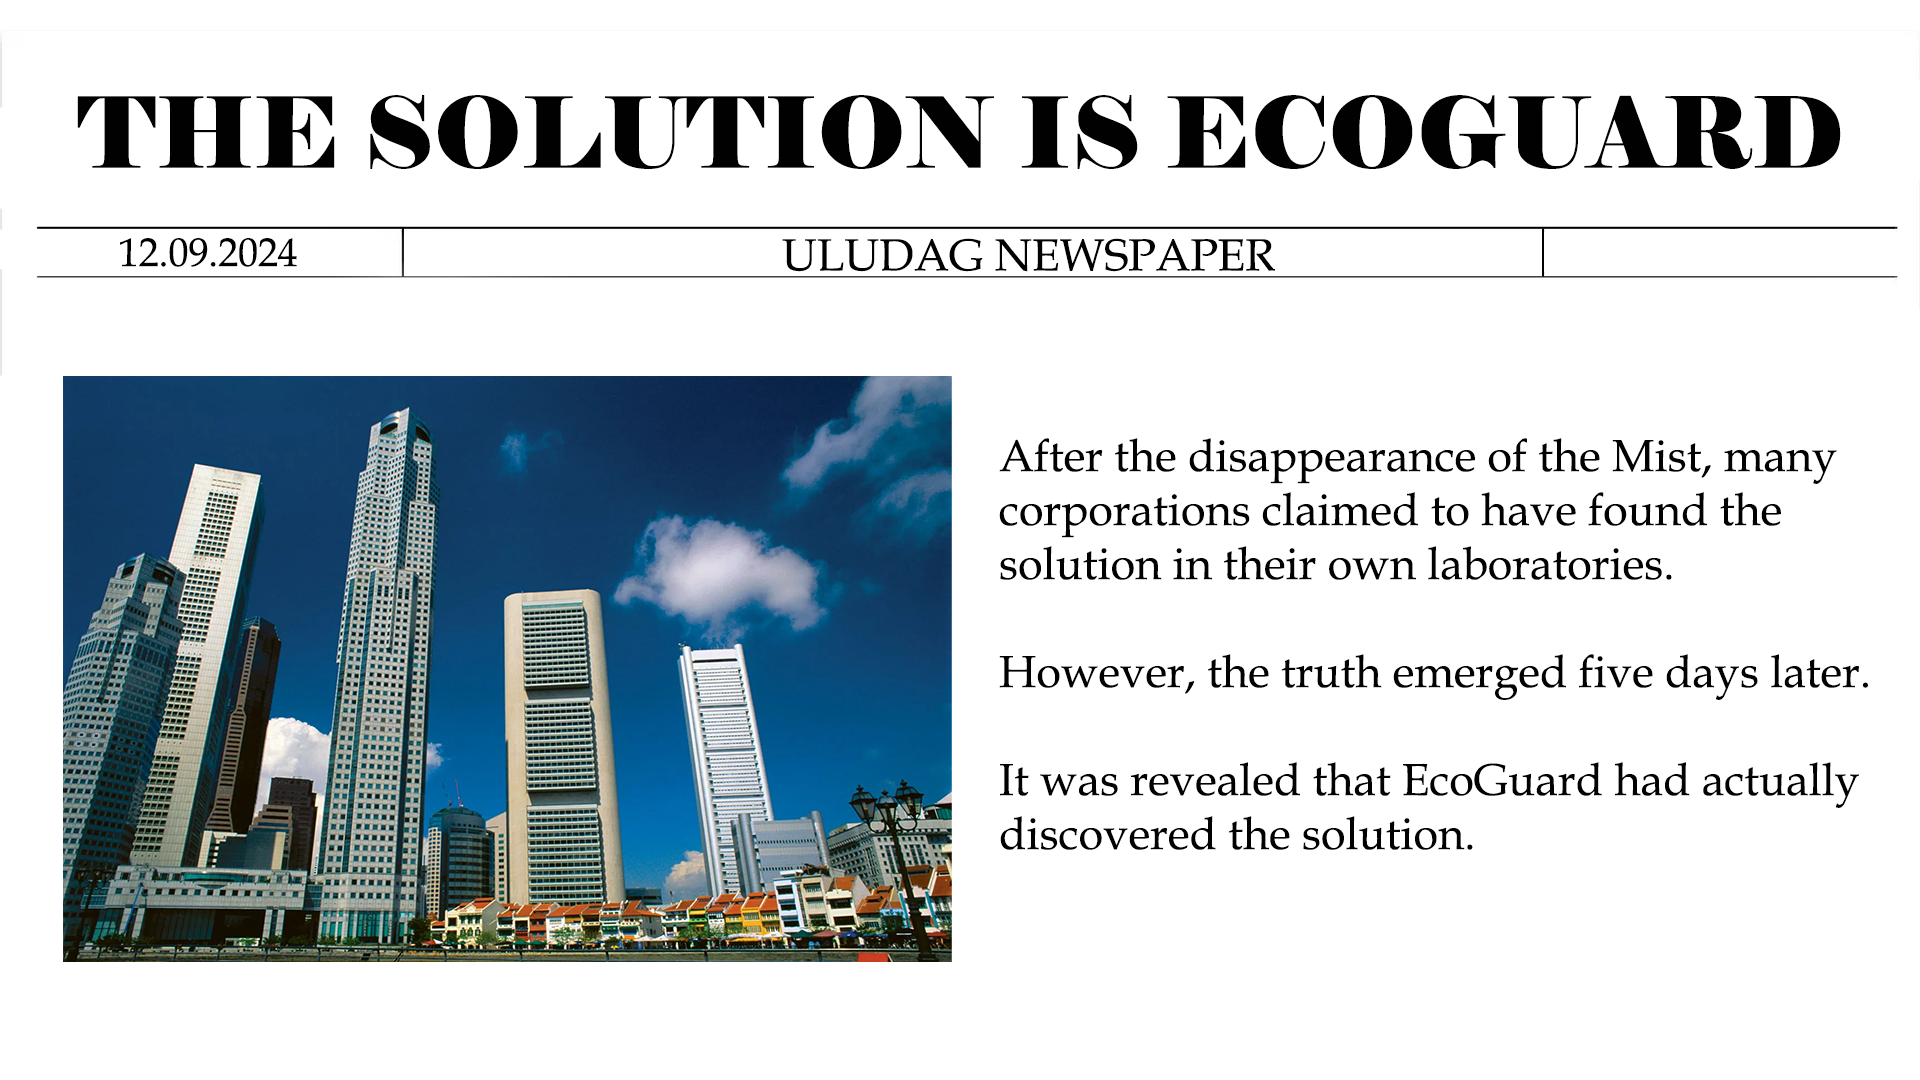 THE SOLUTION IS ECOGUARD
12.09.2024
ULUDAG NEWSPAPER
After the disappearance of the Mist, many
corporations claimed to have found the
solution in their own laboratories.
However, the truth emerged five days later.
It was revealed that EcoGuard had actually
discovered the solution.